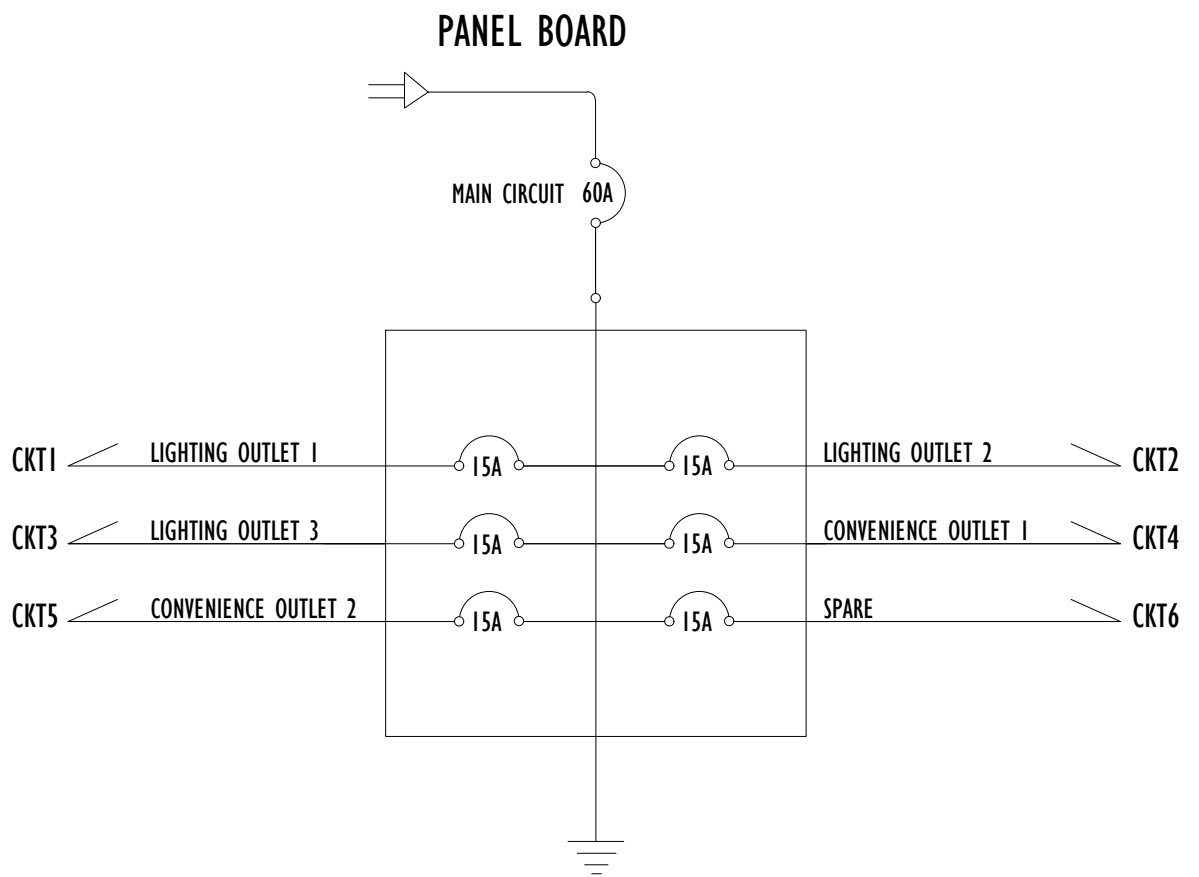 PANEL BOARD
MAIN CIRCUIT 60A
CKT1 LIGHTING OUTLET 1 15A 15A LIGHTING OUTLET 2 CKT2
CKT3 LIGHTING OUTLET 3 15A 15A CONVENIENCE OUTLET 1 CKT4
CKT5 CONVENIENCE OUTLET 2 15A 15A SPARE CKT6